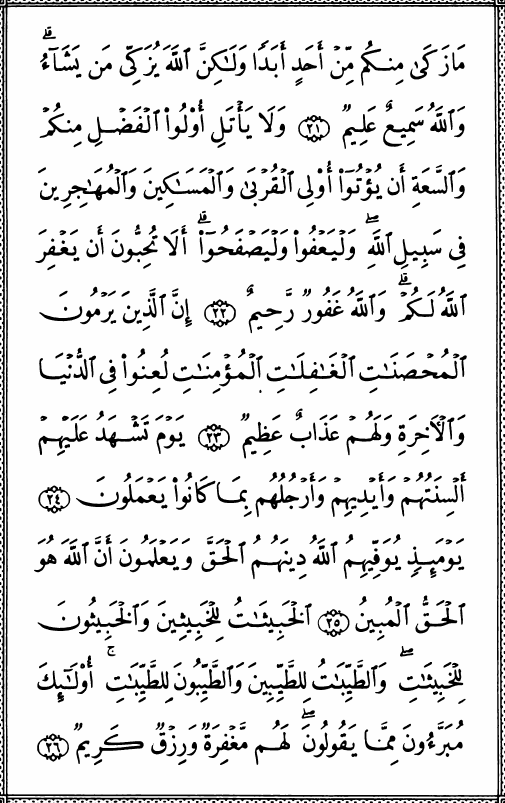 مَا زَكَىٰ مِنكُم مِّنْ أَحَدٍ أَبَدًا وَلَـٰكِنَّ ٱللَّهَ يُزَكِّى مَن يَشَآءُ ۗ
وَٱللَّهُ سَمِيعٌ عَلِيمٌ ۝٢١ وَلَا يَأْتَلِ أُو۟لُوا۟ ٱلْفَضْلِ مِنكُمْ
وَٱلسَّعَةِ أَن يُؤْتُوٓا۟ أُو۟لِى ٱلْقُرْبَىٰ وَٱلْمَسَـٰكِينَ وَٱلْمُهَـٰجِرِينَ
فِى سَبِيلِ ٱللَّهِ ۖ وَلْيَعْفُوا۟ وَلْيَصْفَحُوٓا۟ ۗ أَلَا تُحِبُّونَ أَن يَغْفِرَ
ٱللَّهُ لَكُمْ ۗ وَٱللَّهُ غَفُورٌ رَّحِيمٌ ۝٢٢ إِنَّ ٱلَّذِينَ يَرْمُونَ
ٱلْمُحْصَنَـٰتِ ٱلْغَـٰفِلَـٰتِ ٱلْمُؤْمِنَـٰتِ لُعِنُوا۟ فِى ٱلدُّنْيَا
وَٱلْـَٔاخِرَةِ وَلَهُمْ عَذَابٌ عَظِيمٌ ۝٢٣ يَوْمَ تَشْهَدُ عَلَيْهِمْ
أَلْسِنَتُهُمْ وَأَيْدِيهِمْ وَأَرْجُلُهُم بِمَا كَانُوا۟ يَعْمَلُونَ ۝٢٤
يَوْمَئِذٍ يُوَفِّيهِمُ ٱللَّهُ دِينَهُمُ ٱلْحَقَّ وَيَعْلَمُونَ أَنَّ ٱللَّهَ هُوَ
ٱلْحَقُّ ٱلْمُبِينُ ۝٢٥ ٱلْخَبِيثَـٰتُ لِلْخَبِيثِينَ وَٱلْخَبِيثُونَ
لِلْخَبِيثَـٰتِ ۖ وَٱلطَّيِّبَـٰتُ لِلطَّيِّبِينَ وَٱلطَّيِّبُونَ لِلطَّيِّبَـٰتِ ۚ أُو۟لَـٰٓئِكَ
مُبَرَّءُونَ مِمَّا يَقُولُونَ ۖ لَهُم مَّغْفِرَةٌ وَرِزْقٌ كَرِيمٌ ۝٢٦